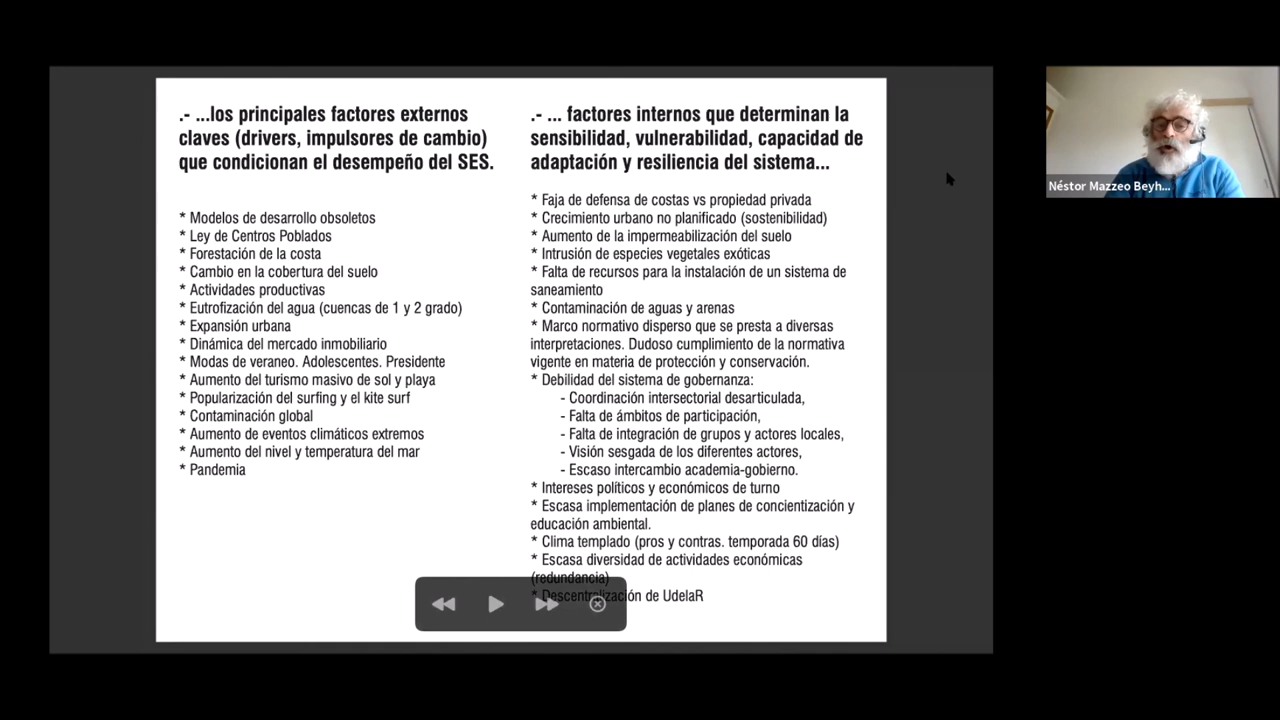 .- ...los principales factores externos
claves (drivers, impulsores de cambio)
que condicionan el desempeño del SES.
* Modelos de desarrollo obsoletos
* Ley de Centros Poblados
* Forestación de la costa
* Cambio en la cobertura del suelo
* Actividades productivas
* Eutrofización del agua (cuencas de 1 y 2 grado)
* Expansión urbana
* Dinámica del mercado inmobiliario
* Modas de veraneo. Adolescentes. Presidente
* Aumento del turismo masivo de sol y playa
* Popularización del surfing y el kite surf
* Contaminación global
* Aumento de eventos climáticos extremos
* Aumento del nivel y temperatura del mar
* Pandemia
.- ... factores internos que determinan la
sensibilidad, vulnerabilidad, capacidad de
adaptación y resiliencia del sistema...
* Faja de defensa de costas vs propiedad privada
* Crecimiento urbano no planificado (sostenibilidad)
* Aumento de la impermeabilización del suelo
* Intrusión de especies vegetales exóticas
* Falta de recursos para la instalación de un sistema de
saneamiento
* Contaminación de aguas y arenas
* Marco normativo disperso que se presta a diversas
interpretaciones. Dudoso cumplimiento de la normativa
vigente en materia de protección y conservación.
* Debilidad del sistema de gobernanza:
- Coordinación intersectorial desarticulada,
- Falta de ámbitos de participación,
- Falta de integración de grupos y actores locales,
- Visión sesgada de los diferentes actores,
- Escaso intercambio academia-gobierno.
* Intereses políticos y económicos de turno
* Escasa implementación de planes de concientización y
educación ambiental.
* Clima templado (pros y contras. temporada 60 días)
* Escasa diversidad de actividades económicas
(redundancia)
* Descentralización de UdelaR
Néstor Mazzeo Beyh...